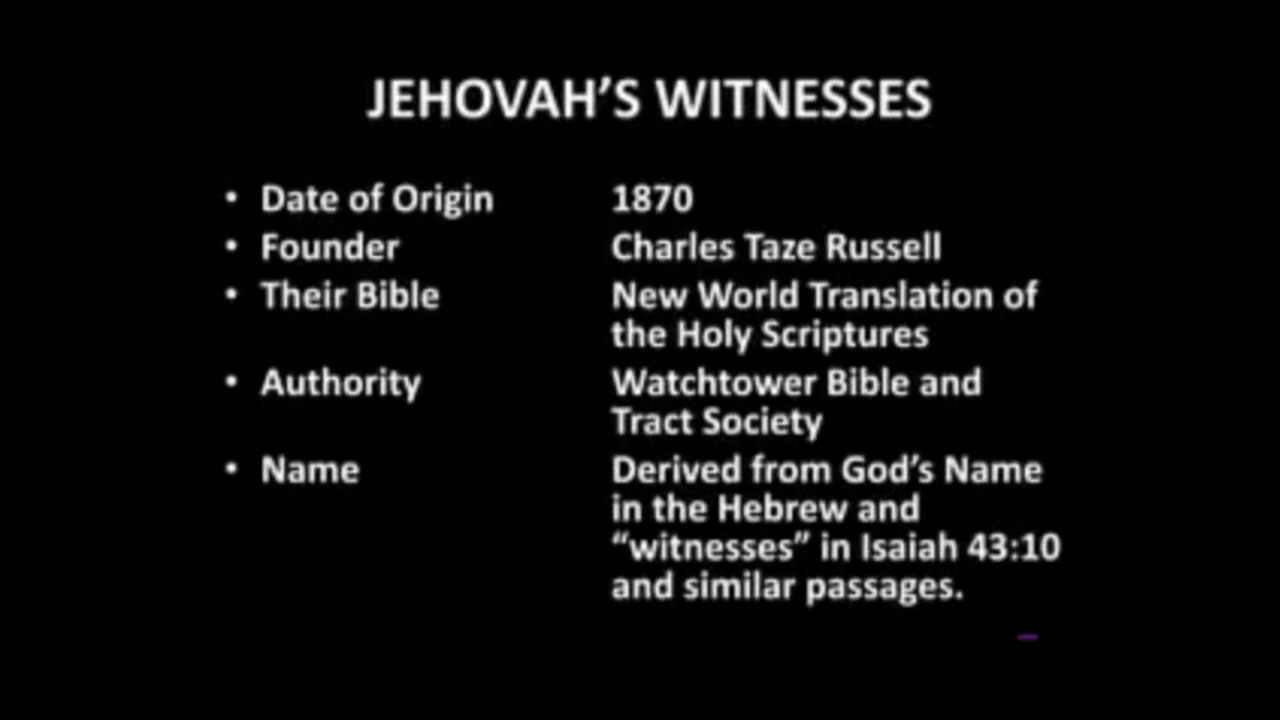 JEHOVAH’S WITNESSES
• Date of Origin 1870
• Founder Charles Taze Russell
• Their Bible New World Translation of
the Holy Scriptures
• Authority Watchtower Bible and
Tract Society
• Name Derived from God’s Name
in the Hebrew and
“witnesses” in Isaiah 43:10
and similar passages.